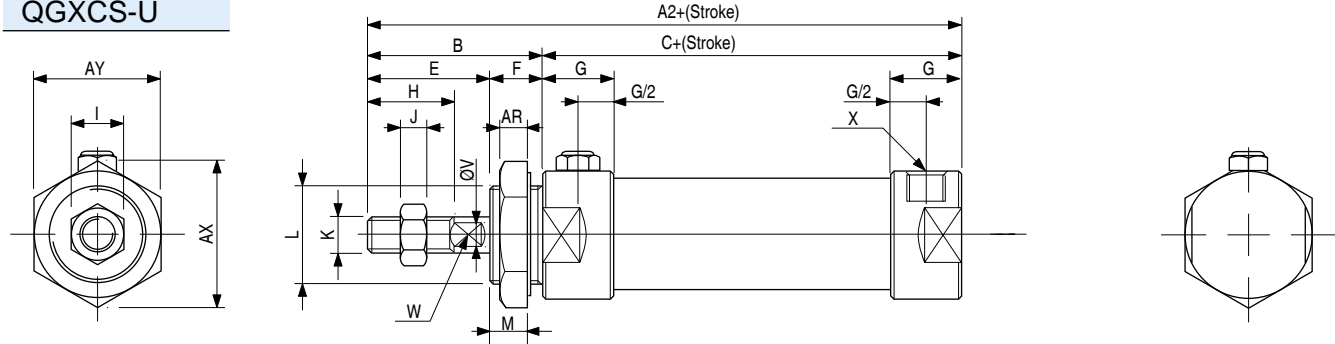 QGXCS-U
A2+(Stroke)
B
C+(Stroke)
AY
E
F
G
G
H
G/2
G/2
I
J
AR
X
ØV
AX
L
K
W
M